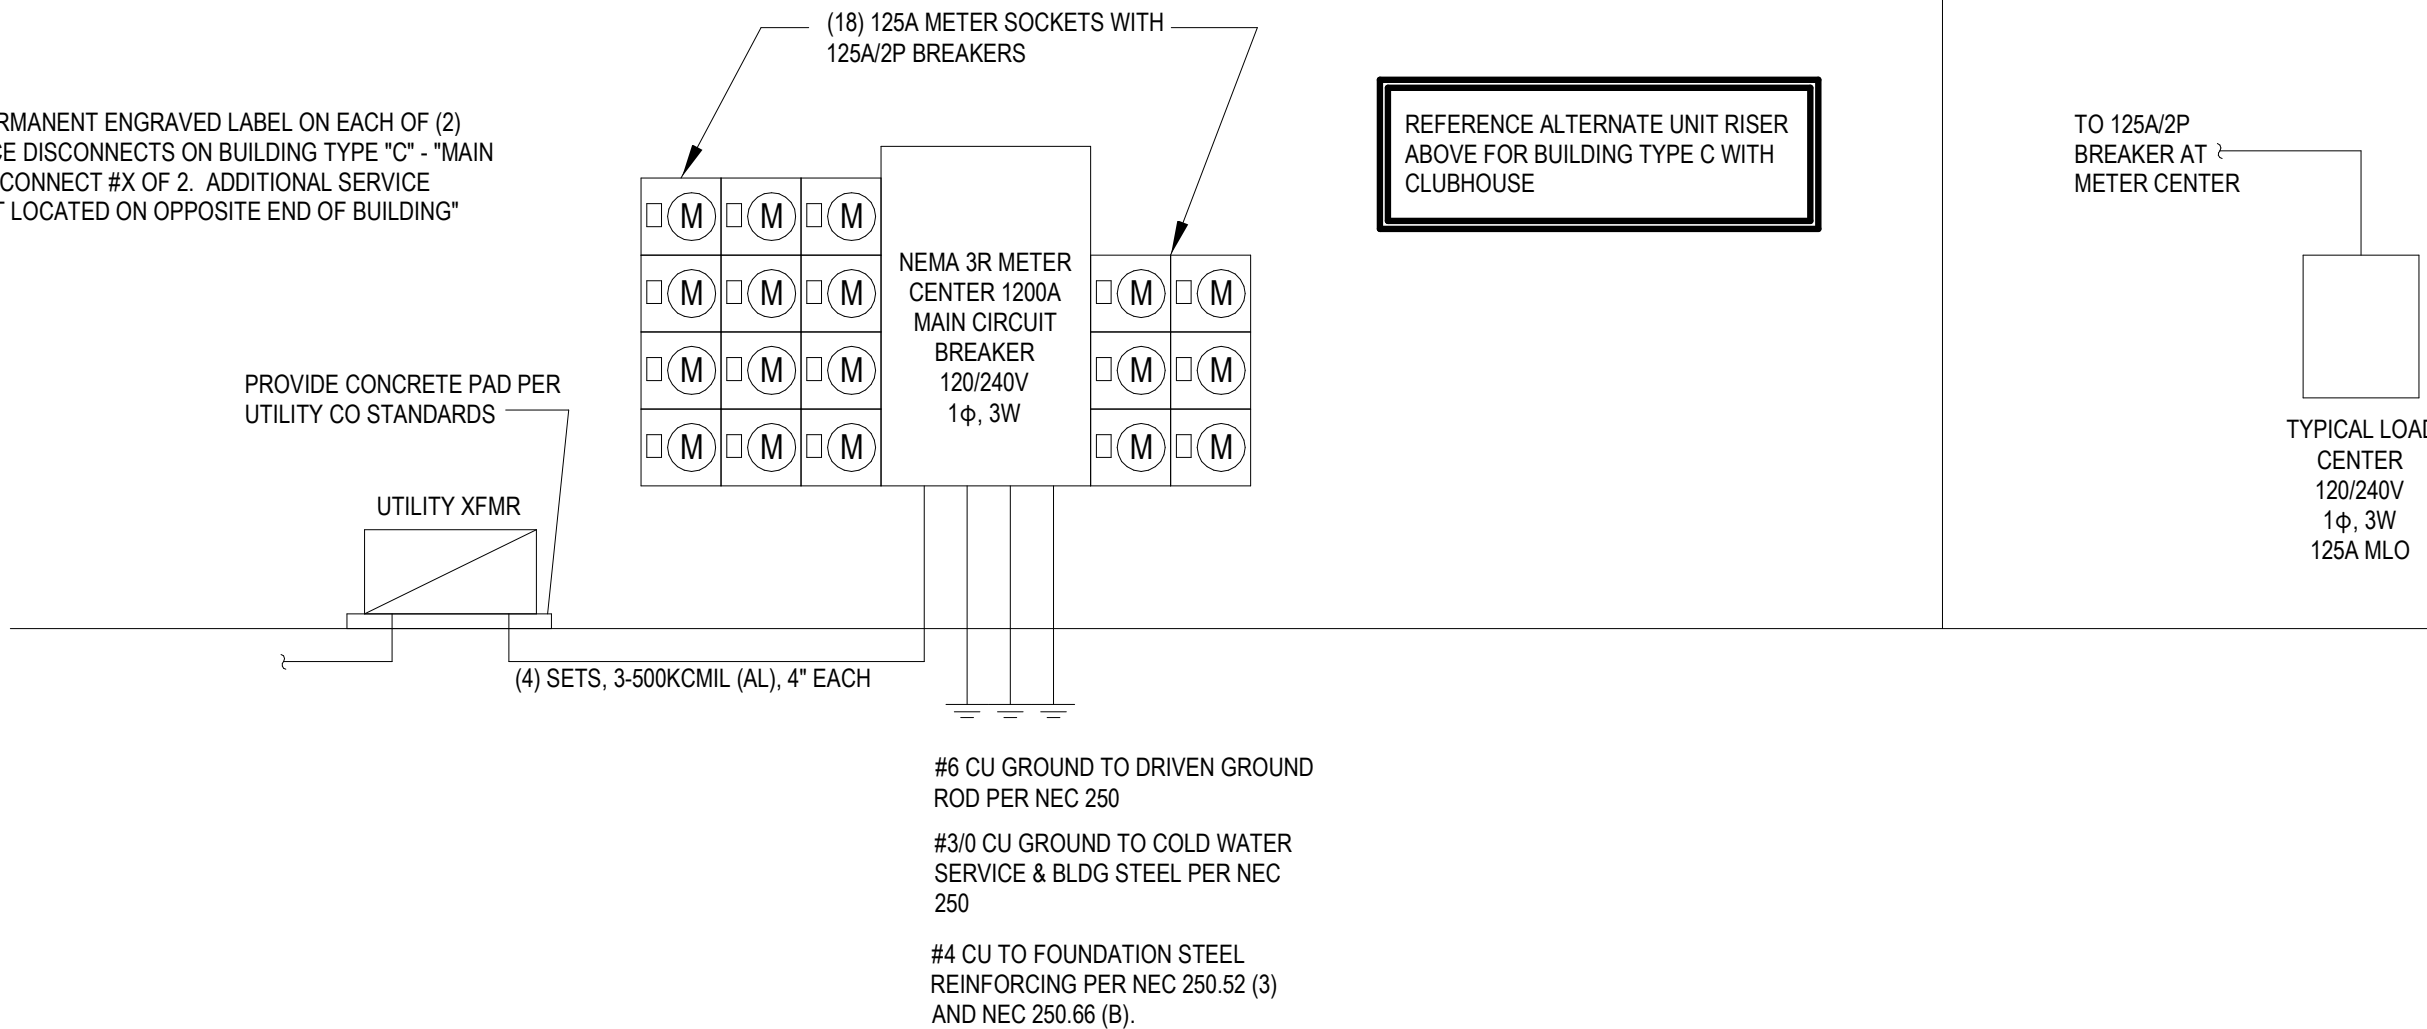 (18) 125A METER SOCKETS WITH
125A/2P BREAKERS
RMANENT ENGRAVED LABEL ON EACH OF (2)
CE DISCONNECTS ON BUILDING TYPE "C" - "MAIN
CONNECT #X OF 2. ADDITIONAL SERVICE
T LOCATED ON OPPOSITE END OF BUILDING"
REFERENCE ALTERNATE UNIT RISER
ABOVE FOR BUILDING TYPE C WITH
CLUBHOUSE
TO 125A/2P
BREAKER AT
METER CENTER
M M M
M M M M M
M M M M M
M M M M M
NEMA 3R METER
CENTER 1200A
MAIN CIRCUIT
BREAKER
120/240V
1ϕ, 3W
PROVIDE CONCRETE PAD PER
UTILITY CO STANDARDS
UTILITY XFMR
TYPICAL LOAD
CENTER
120/240V
1ϕ, 3W
125A MLO
(4) SETS, 3-500KCMIL (AL), 4" EACH
#6 CU GROUND TO DRIVEN GROUND
ROD PER NEC 250
#3/0 CU GROUND TO COLD WATER
SERVICE & BLDG STEEL PER NEC
250
#4 CU TO FOUNDATION STEEL
REINFORCING PER NEC 250.52 (3)
AND NEC 250.66 (B).